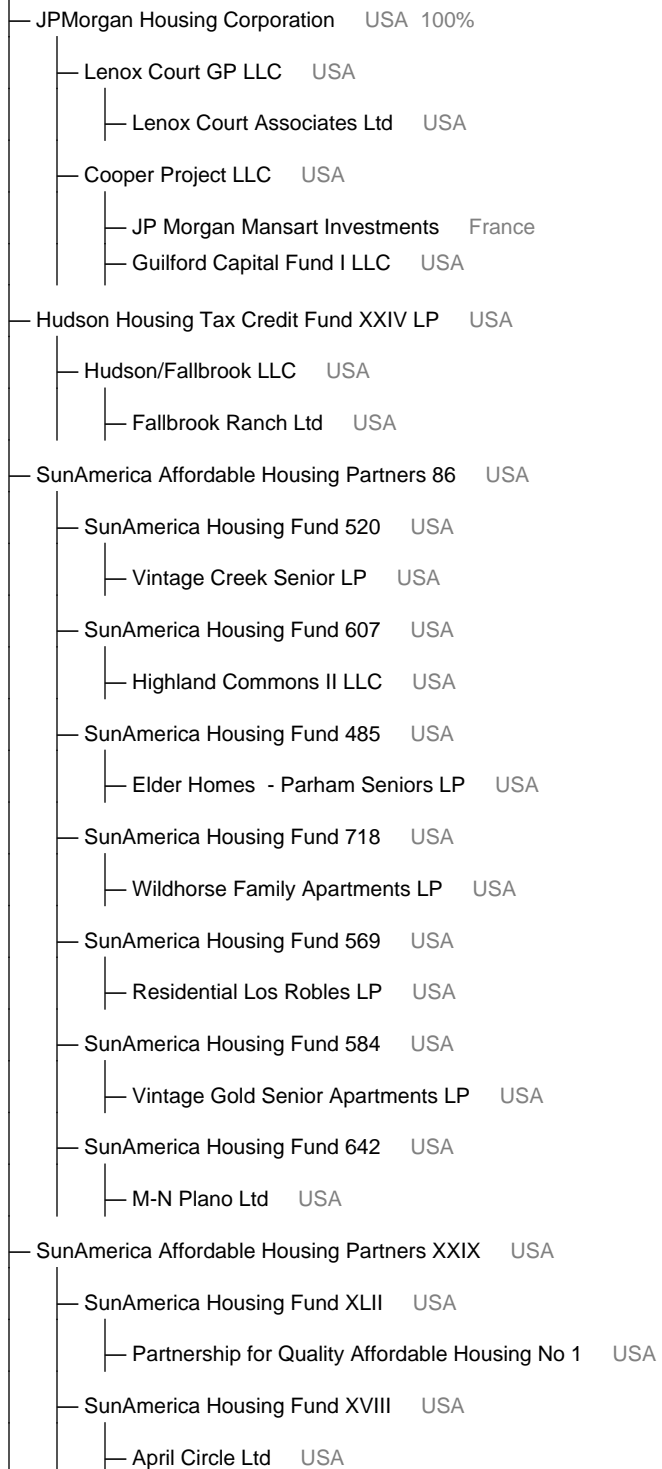 JPMorgan Housing Corporation USA 100%
Lenox Court GP LLC USA
Lenox Court Associates Ltd USA
Cooper Project LLC USA
JP Morgan Mansart Investments France
Guilford Capital Fund I LLC USA
Hudson Housing Tax Credit Fund XXIV LP USA
Hudson/Fallbrook LLC USA
Fallbrook Ranch Ltd USA
SunAmerica Affordable Housing Partners 86 USA
SunAmerica Housing Fund 520 USA
Vintage Creek Senior LP USA
SunAmerica Housing Fund 607 USA
Highland Commons II LLC USA
SunAmerica Housing Fund 485 USA
Elder Homes - Parham Seniors LP USA
SunAmerica Housing Fund 718 USA
Wildhorse Family Apartments LP USA
SunAmerica Housing Fund 569 USA
Residential Los Robles LP USA
SunAmerica Housing Fund 584 USA
Vintage Gold Senior Apartments LP USA
SunAmerica Housing Fund 642 USA
M-N Plano Ltd USA
SunAmerica Affordable Housing Partners XXIX USA
SunAmerica Housing Fund XLII USA
Partnership for Quality Affordable Housing No 1 USA
SunAmerica Housing Fund XVIII USA
April Circle Ltd USA